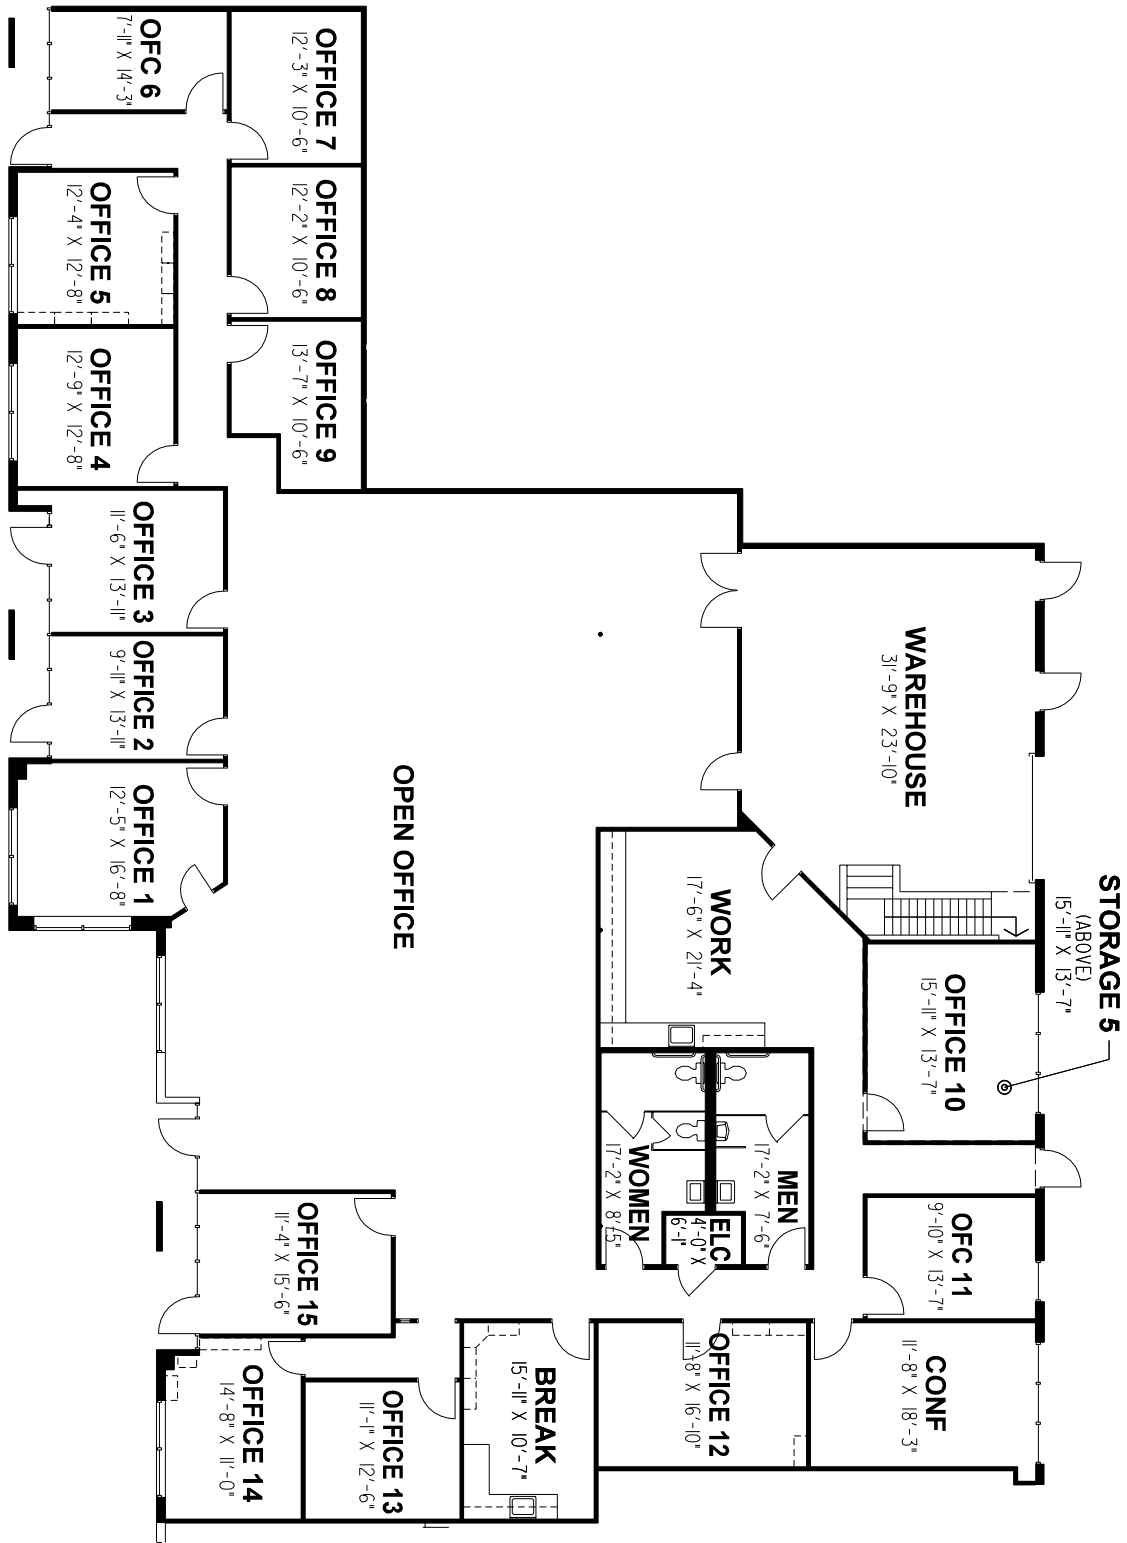 OFC 6
7'-11" X 14'-3"
OFFICE 7
12'-3" X 10'-6"
OFFICE 5
12'-4" X 12'-8"
OFFICE 8
12'-2" X 10'-6"
OFFICE 4
12'-9" X 12'-8"
OFFICE 9
13'-7" X 10'-6"
OFFICE 3
11'-6" X 13'-11"
OFFICE 2
9'-11" X 13'-11"
OFFICE 1
12'-5" X 16'-8"
OPEN OFFICE
WAREHOUSE
31'-9" X 23'-10"
WORK
17'-6" X 21'-4"
STORAGE 5
(ABOVE)
15'-11" X 13'-7"
OFFICE 10
15'-11" X 13'-7"
WOMEN
17'-2" X 8'-5"
MEN
17'-2" X 7'-6"
ELC
4'-0" X
6'-1"
OFC 11
9'-10" X 13'-7"
OFFICE 15
11'-4" X 15'-6"
OFFICE 14
14'-8" X 11'-0"
OFFICE 13
11'-1" X 12'-6"
BREAK
15'-11" X 10'-7"
OFFICE 12
11'-8" X 16'-10"
CONF
11'-8" X 18'-3"